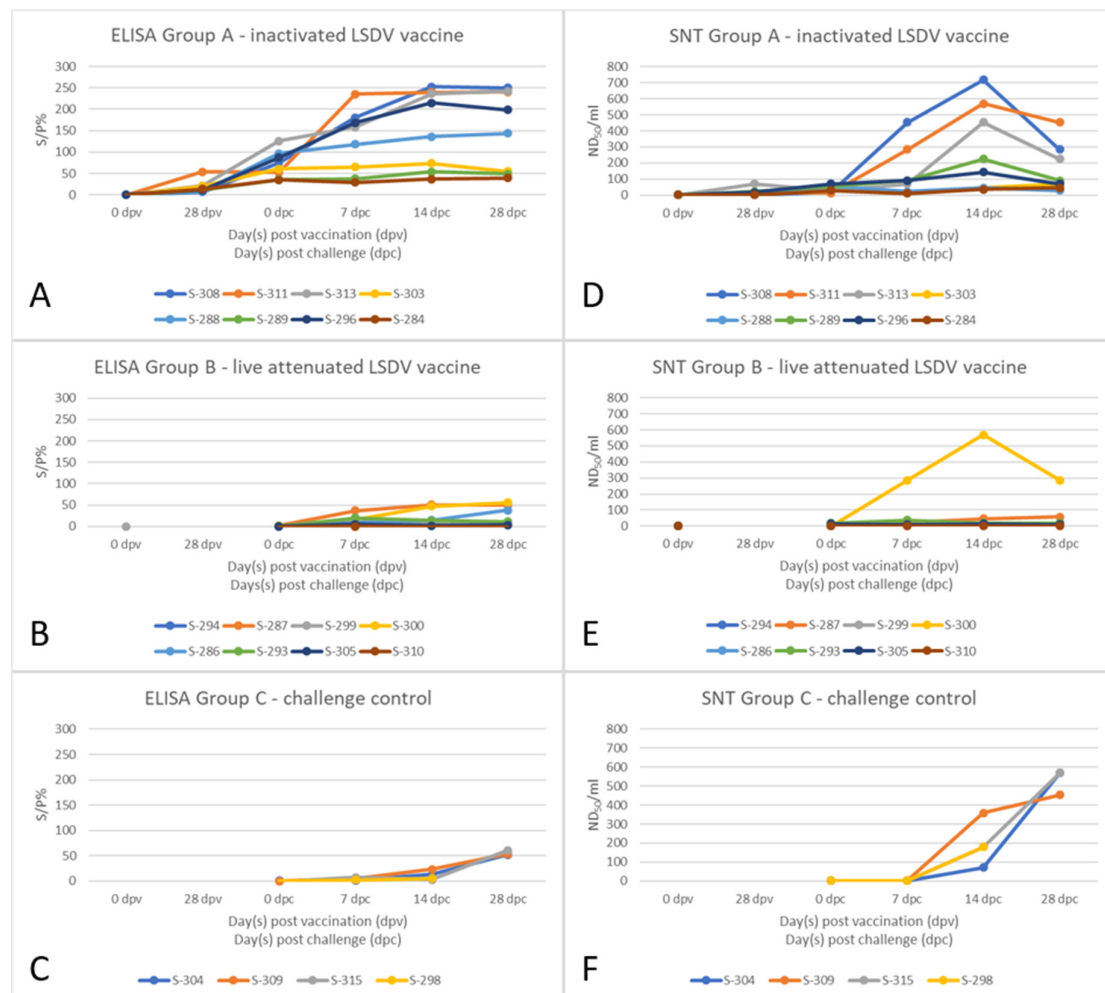 ELISA Group A - inactivated LSDV vaccine
300
250
200
150
100
50
0
S/P%
0 dpv 28 dpv 0 dpc 7 dpc 14 dpc 28 dpc
Day(s) post vaccination (dpv)
Day(s) post challenge (dpc)
A
S-308 S-311 S-313 S-303
S-288 S-289 S-296 S-284
SNT Group A - inactivated LSDV vaccine
800
700
600
500
400
300
200
100
0
ND50/ml
0 dpv 28 dpv 0 dpc 7 dpc 14 dpc 28 dpc
Day(s) post vaccination (dpv)
Day(s) post challenge (dpc)
D
S-308 S-311 S-313 S-303
S-288 S-289 S-296 S-284
ELISA Group B - live attenuated LSDV vaccine
300
250
200
150
100
50
0
S/P%
0 dpv 28 dpv 0 dpc 7 dpc 14 dpc 28 dpc
Day(s) post vaccination (dpv)
Days(s) post challenge (dpc)
B
S-294 S-287 S-299 S-300
S-286 S-293 S-305 S-310
SNT Group B - live attenuated LSDV vaccine
800
700
600
500
400
300
200
100
0
ND50/ml
0 dpv 28 dpv 0 dpc 7 dpc 14 dpc 28 dpc
Day(s) post vaccination (dpv)
Day(s) post challenge (dpc)
E
S-294 S-287 S-299 S-300
S-286 S-293 S-305 S-310
ELISA Group C - challenge control
300
250
200
150
100
50
0
S/P%
0 dpv 28 dpv 0 dpc 7 dpc 14 dpc 28 dpc
Day(s) post vaccination (dpv)
Day(s) post challenge (dpc)
C
S-304 S-309 S-315 S-298
SNT Group C - challenge control
800
700
600
500
400
300
200
100
0
ND50/ml
0 dpv 28 dpv 0 dpc 7 dpc 14 dpc 28 dpc
Day(s) post vaccination (dpv)
Day(s) post challenge (dpc)
F
S-304 S-309 S-315 S-298